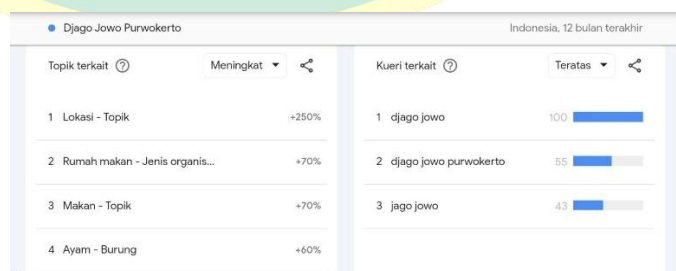 Djago Jowo Purwokerto
Indonesia, 12 bulan terakhir
Topik terkait
Meningkat
1 Lokasi - Topik +250%
2 Rumah makan - Jenis organis... +70%
3 Makan - Topik +70%
4 Ayam - Burung +60%
Kueri terkait
Teratas
1 djago jowo 100
2 djago jowo purwokerto 55
3 jago jowo 43